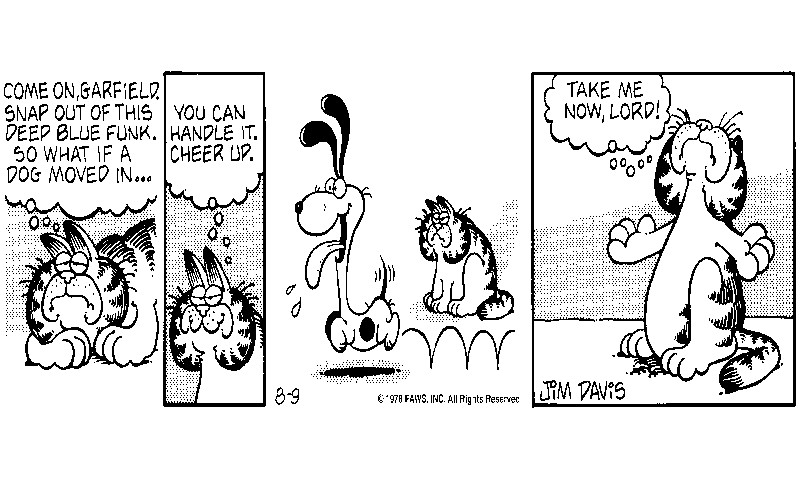 COME ON, GARFIELD.
SNAP OUT OF THIS
DEEP BLUE FUNK.
SO WHAT IF A
DOG MOVED IN...
YOU CAN
HANDLE IT.
CHEER UP.
8-9
© 1978 PAWS, INC. All Rights Reserved
TAKE ME
NOW, LORD!
JIM DAVIS